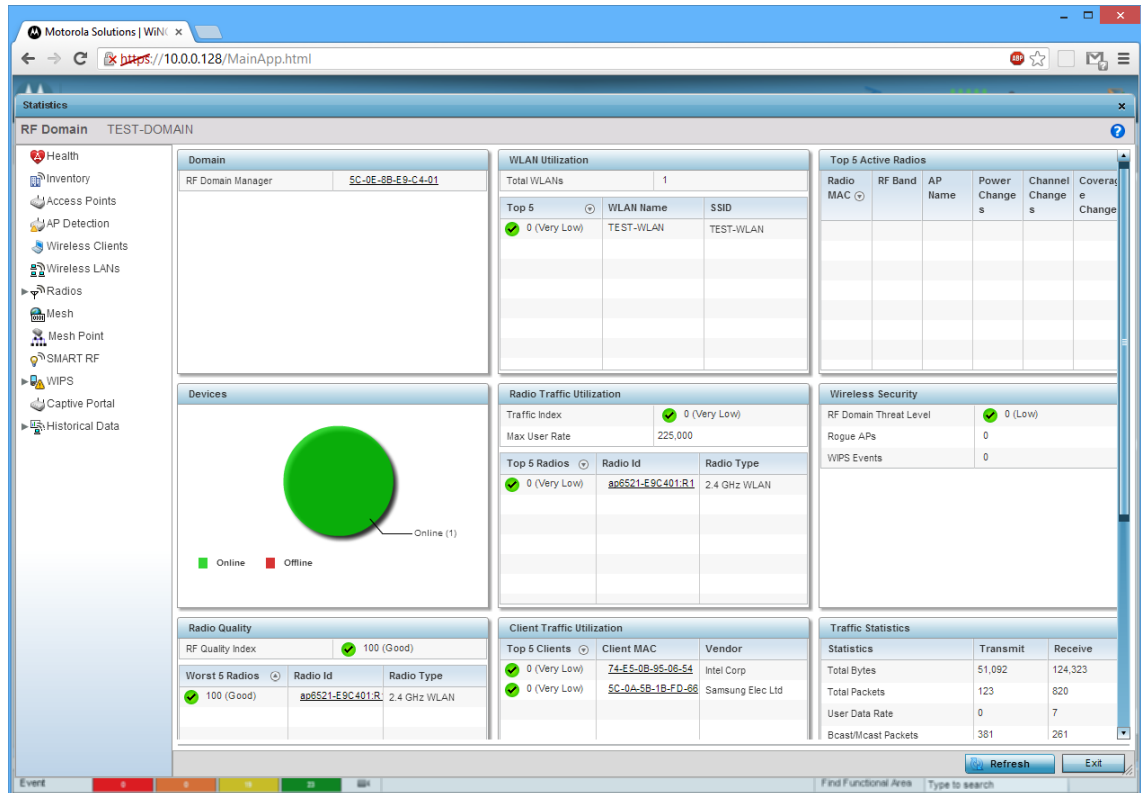 Motorola Solutions | WiNG
https://10.0.0.128/MainApp.html
ABP
Statistics
RF Domain TEST-DOMAIN
Health
Inventory
Access Points
AP Detection
Wireless Clients
Wireless LANs
Radios
Mesh
Mesh Point
SMART RF
WIPS
Captive Portal
Historical Data
Domain
RF Domain Manager 5C-0E-8B-E9-C4-01
WLAN Utilization
Total WLANs 1
Top 5 WLAN Name SSID
0 (Very Low) TEST-WLAN TEST-WLAN
Top 5 Active Radios
Radio MAC RF Band AP Name Power Changes Channel Changes Coverage Change
Devices
Online (1)
Online Offline
Radio Traffic Utilization
Traffic Index 0 (Very Low)
Max User Rate 225,000
Top 5 Radios Radio Id Radio Type
0 (Very Low) ap6521-E9C401:R1 2.4 GHz WLAN
Wireless Security
RF Domain Threat Level 0 (Low)
Rogue APs 0
WIPS Events 0
Radio Quality
RF Quality Index 100 (Good)
Worst 5 Radios Radio Id Radio Type
100 (Good) ap6521-E9C401:R 2.4 GHz WLAN
Client Traffic Utilization
Top 5 Clients Client MAC Vendor
0 (Very Low) 74-E5-0B-95-06-54 Intel Corp
0 (Very Low) 5C-0A-5B-1B-FD-66 Samsung Elec Ltd
Traffic Statistics
Statistics Transmit Receive
Total Bytes 51,092 124,323
Total Packets 123 820
User Data Rate 0 7
Bcast/Mcast Packets 381 261
Refresh Exit
Event Find Functional Area Type to search